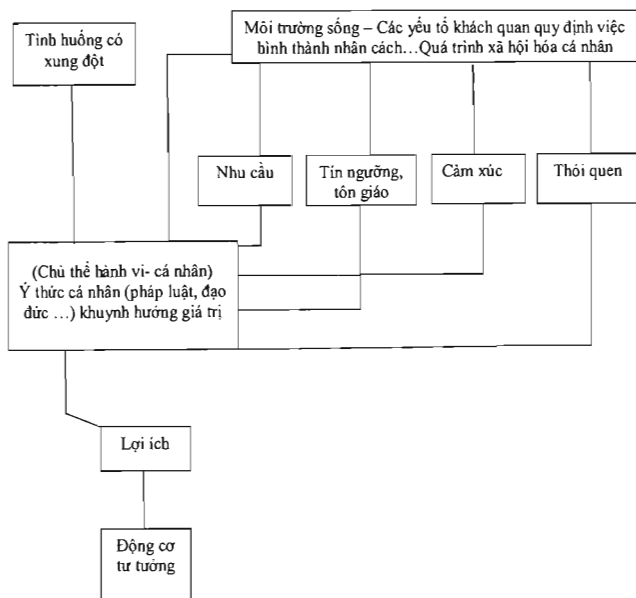 Tình huống có
xung đột
Môi trường sống – Các yếu tố khách quan quy định việc
bình thành nhân cách…Quá trình xã hội hóa cá nhân
Nhu cầu
Tín ngưỡng,
tôn giáo
Cảm xúc
Thói quen
(Chủ thể hành vi- cá nhân)
Ý thức cá nhân (pháp luật, đạo
đức …) khuynh hướng giá trị
Lợi ích
Động cơ
tư tưởng